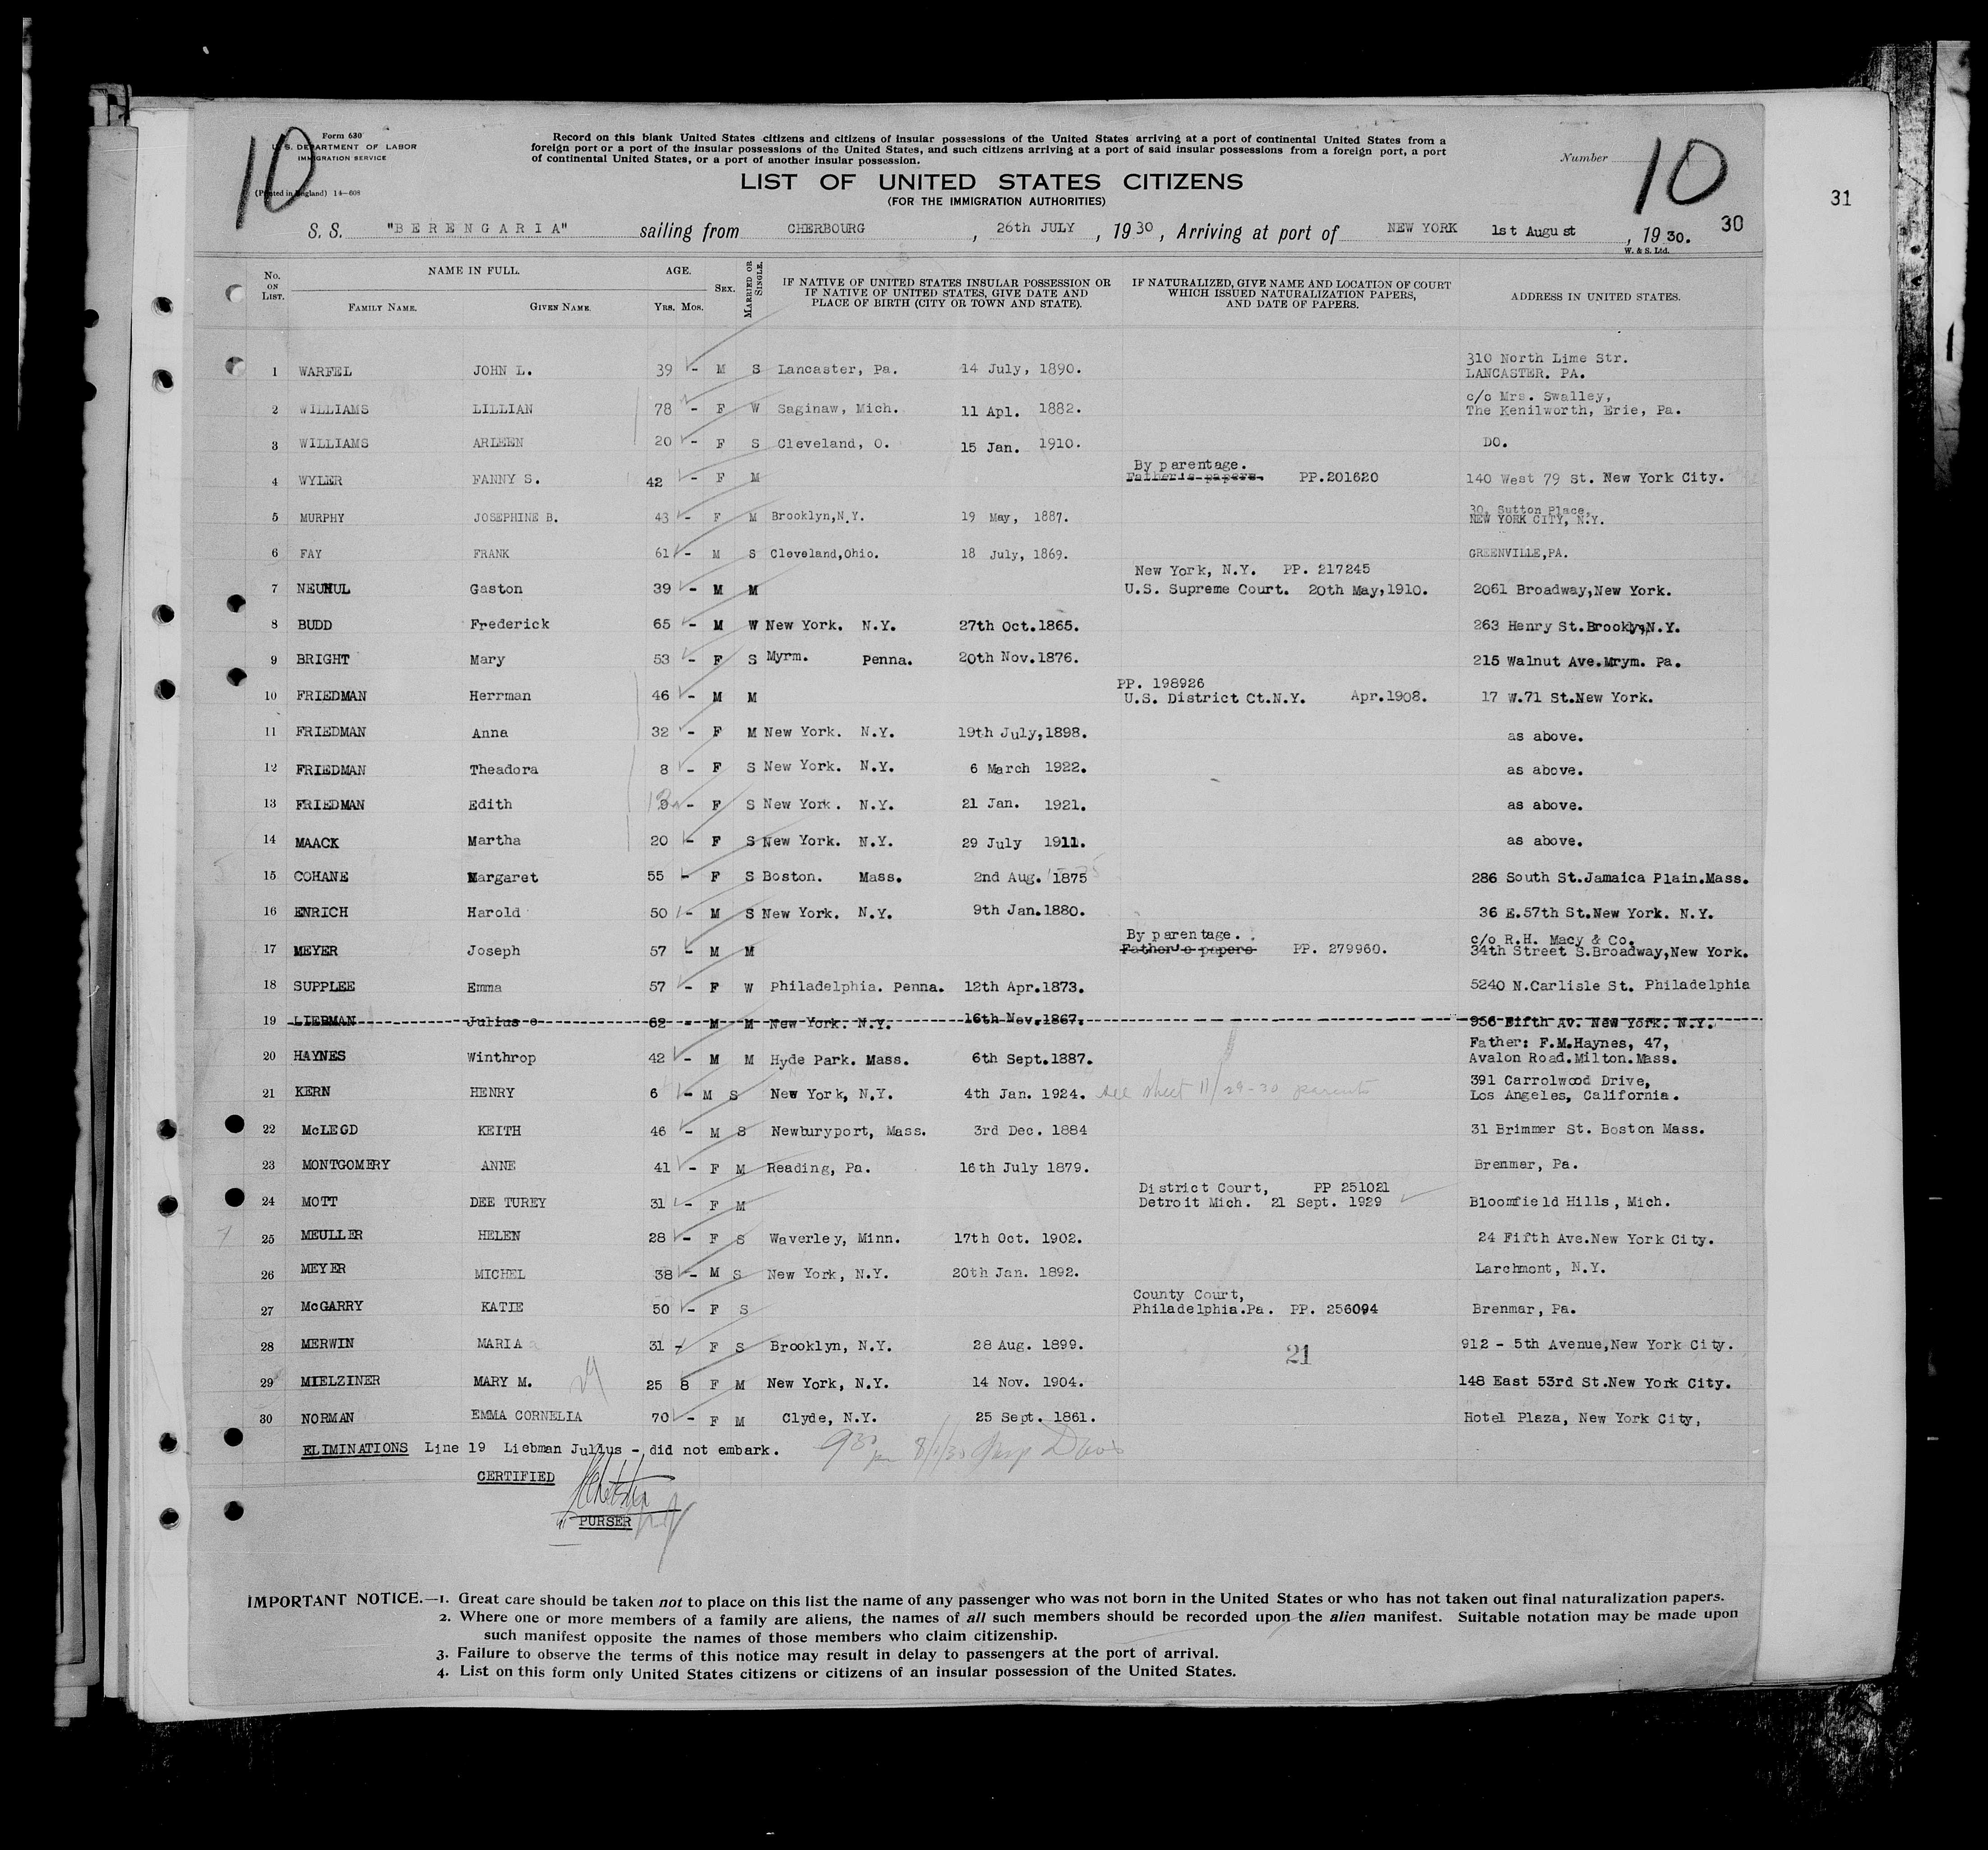 10
Form 630
U. S. DEPARTMENT OF LABOR
IMMIGRATION SERVICE
(Printed in England) 14—608
Record on this blank United States citizens and citizens of insular possessions of the United States arriving at a port of continental United States from a
foreign port or a port of the insular possessions of the United States, and such citizens arriving at a port of said insular possessions from a foreign port, a port
of continental United States, or a port of another insular possession.
Number 10
LIST OF UNITED STATES CITIZENS
(FOR THE IMMIGRATION AUTHORITIES)
31
30
S. S. "BERENGARIA" sailing from CHERBOURG, 26th JULY, 1930, Arriving at port of NEW YORK 1st August, 1930.
W. & S. Ltd.
No. ON LIST. NAME IN FULL. FAMILY NAME. GIVEN NAME. AGE. YRS. MOS. SEX. MARRIED OR SINGLE. IF NATIVE OF UNITED STATES INSULAR POSSESSION OR IF NATIVE OF UNITED STATES, GIVE DATE AND PLACE OF BIRTH (CITY OR TOWN AND STATE). IF NATURALIZED, GIVE NAME AND LOCATION OF COURT WHICH ISSUED NATURALIZATION PAPERS, AND DATE OF PAPERS. ADDRESS IN UNITED STATES.
1 WARFEL JOHN L. 39 - M S Lancaster, Pa. 14 July, 1890. 310 North Lime Str. LANCASTER. PA.
2 WILLIAMS LILLIAN 78 - F W Saginaw, Mich. 11 Apl. 1882. c/o Mrs. Swalley, The Kenilworth, Erie, Pa.
3 WILLIAMS ARLEEN 20 - F S Cleveland, O. 15 Jan. 1910. DO.
4 WYLER FANNY S. 42 - F M By parentage. Father's papers. PP.201620 140 West 79 St. New York City.
5 MURPHY JOSEPHINE B. 43 - F M Brooklyn,N.Y. 19 May, 1887. 30, Sutton Place, NEW YORK CITY, N.Y.
6 FAY FRANK 61 - M S Cleveland,Ohio. 18 July, 1869. GREENVILLE,PA.
7 NEUHUL Gaston 39 - M M New York, N.Y. PP. 217245 U.S. Supreme Court. 20th May,1910. 2061 Broadway,New York.
8 BUDD Frederick 65 - M W New York. N.Y. 27th Oct.1865. 263 Henry St.Brooklyn,N.Y.
9 BRIGHT Mary 53 - F S Myrm. Penna. 20th Nov.1876. 215 Walnut Ave.Mrym. Pa.
10 FRIEDMAN Herrman 46 - M M PP. 198926 U.S. District Ct.N.Y. Apr.1908. 17 W.71 St.New York.
11 FRIEDMAN Anna 32 - F M New York. N.Y. 19th July,1898. as above.
12 FRIEDMAN Theadora 8 - F S New York. N.Y. 6 March 1922. as above.
13 FRIEDMAN Edith 9 - F S New York. N.Y. 21 Jan. 1921. as above.
14 MAACK Martha 20 - F S New York. N.Y. 29 July 1911. as above.
15 COHANE Margaret 55 - F S Boston. Mass. 2nd Aug. 1875 286 South St.Jamaica Plain.Mass.
16 ENRICH Harold 50 - M S New York. N.Y. 9th Jan.1880. 36 E.57th St.New York. N.Y.
17 MEYER Joseph 57 - M M By parentage. Father's papers PP. 279960. c/o R.H. Macy & Co. 34th Street S.Broadway,New York.
18 SUPPLEE Emma 57 - F W Philadelphia. Penna. 12th Apr.1873. 5240 N.Carlisle St. Philadelphia
19 LIEBMAN Julius 62 - M M New York. N.Y. 16th Nov.1867. 956 Fifth Av. New York. N.Y.
20 HAYNES Winthrop 42 - M M Hyde Park. Mass. 6th Sept.1887. Father: F.M.Haynes, 47, Avalon Road.Milton.Mass.
21 KERN HENRY 6 - M S New York, N.Y. 4th Jan. 1924. see sheet 11/29-30 parents 391 Carrolwood Drive, Los Angeles, California.
22 McLEGD KEITH 46 - M S Newburyport, Mass. 3rd Dec. 1884 31 Brimmer St. Boston Mass.
23 MONTGOMERY ANNE 41 - F M Reading, Pa. 16th July 1879. Brenmar, Pa.
24 MOTT DEE TUREY 31 - F M District Court, PP 251021 Detroit Mich. 21 Sept. 1929 Bloomfield Hills, Mich.
25 MEULLER HELEN 28 - F S Waverley, Minn. 17th Oct. 1902. 24 Fifth Ave.New York City.
26 MEYER MICHEL 38 - M S New York, N.Y. 20th Jan. 1892. Larchmont, N.Y.
27 McGARRY KATIE 50 - F S County Court, Philadelphia.Pa. PP. 256094 Brenmar, Pa.
28 MERWIN MARIA 31 - F S Brooklyn, N.Y. 28 Aug. 1899. 912 - 5th Avenue,New York City.
21
29 MIELZINER MARY M. 25 8 F M New York, N.Y. 14 Nov. 1904. 148 East 53rd St.New York City.
30 NORMAN EMMA CORNELIA 70 - F M Clyde, N.Y. 25 Sept. 1861. Hotel Plaza, New York City,
ELIMINATIONS Line 19 Liebman Julius - did not embark.
CERTIFIED
PURSER
IMPORTANT NOTICE.—1. Great care should be taken not to place on this list the name of any passenger who was not born in the United States or who has not taken out final naturalization papers.
2. Where one or more members of a family are aliens, the names of all such members should be recorded upon the alien manifest. Suitable notation may be made upon
such manifest opposite the names of those members who claim citizenship.
3. Failure to observe the terms of this notice may result in delay to passengers at the port of arrival.
4. List on this form only United States citizens or citizens of an insular possession of the United States.